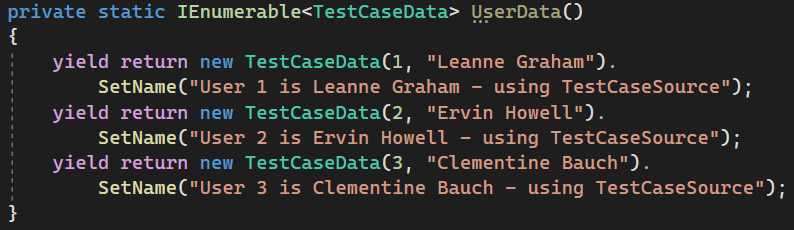 private static IEnumerable<TestCaseData> UserData()
{
    yield return new TestCaseData(1, "Leanne Graham").
        SetName("User 1 is Leanne Graham - using TestCaseSource");
    yield return new TestCaseData(2, "Ervin Howell").
        SetName("User 2 is Ervin Howell - using TestCaseSource");
    yield return new TestCaseData(3, "Clementine Bauch").
        SetName("User 3 is Clementine Bauch - using TestCaseSource");
}